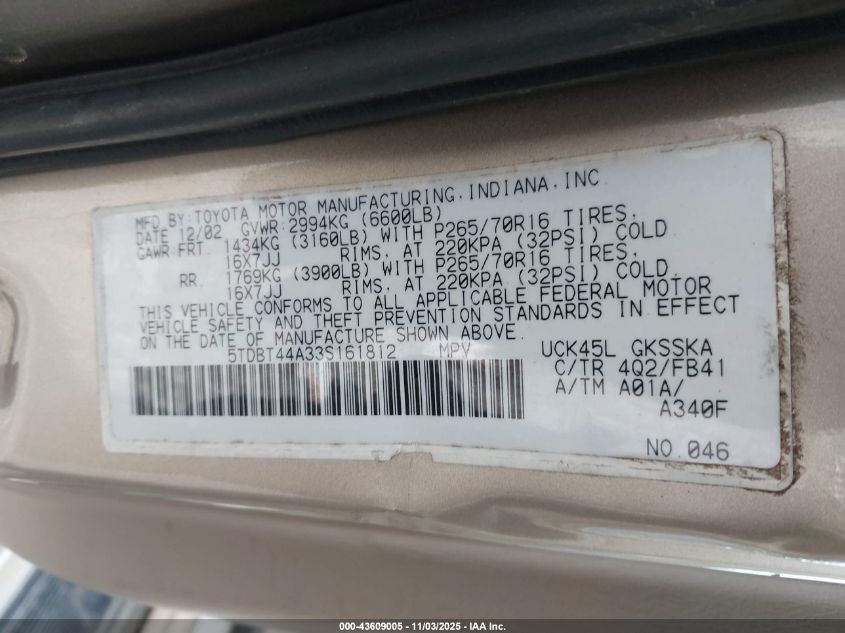 MFD.BY:TOYOTA MOTOR MANUFACTURING.INDIANA.INC
DATE 12/02 GVWR:2994KG (6600LB)
GAWR:FRT. 1434KG (3160LB) WITH P265/70R16 TIRES.
16X7JJ RIMS. AT 220KPA (32PSI) COLD
RR. 1769KG (3900LB) WITH P265/70R16 TIRES.
16X7JJ RIMS. AT 220KPA (32PSI) COLD.
THIS VEHICLE CONFORMS TO ALL APPLICABLE FEDERAL MOTOR
VEHICLE SAFETY AND THEFT PREVENTION STANDARDS IN EFFECT
ON THE DATE OF MANUFACTURE SHOWN ABOVE.
5TDBT44A33S161812 MPV UCK45L GKSSKA
C/TR 4Q2/FB41
A/TM A01A/
A340F
NO.046
000-43609005 - 11/03/2025 - IAA Inc.